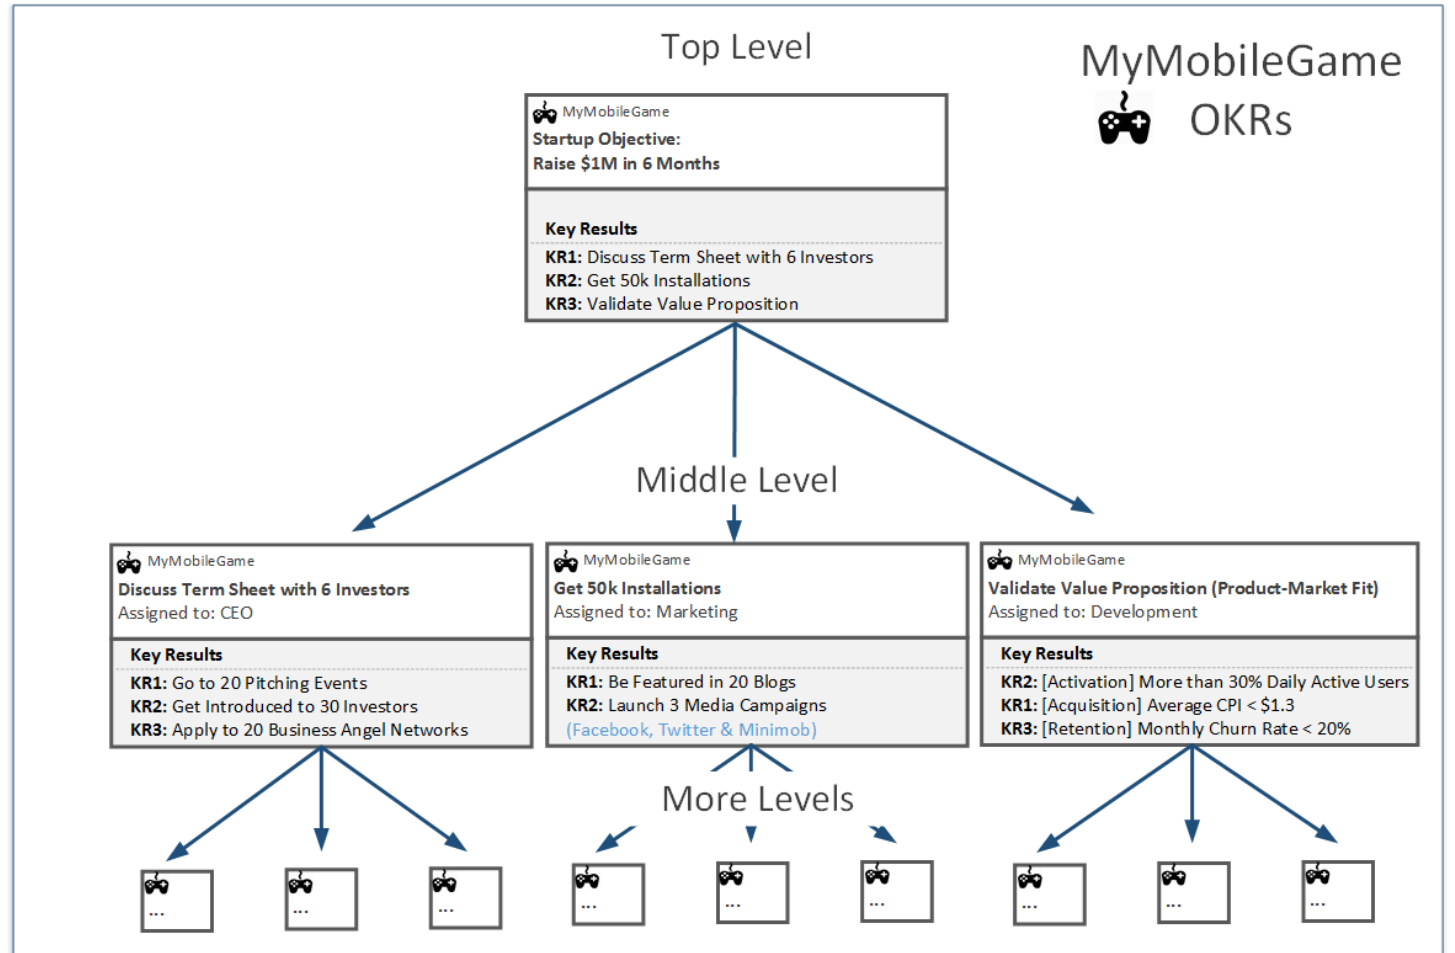 Top Level
MyMobileGame
OKRs
MyMobileGame
Startup Objective:
Raise $1M in 6 Months
Key Results
KR1: Discuss Term Sheet with 6 Investors
KR2: Get 50k Installations
KR3: Validate Value Proposition
Middle Level
MyMobileGame
Discuss Term Sheet with 6 Investors
Assigned to: CEO
Key Results
KR1: Go to 20 Pitching Events
KR2: Get Introduced to 30 Investors
KR3: Apply to 20 Business Angel Networks
MyMobileGame
Get 50k Installations
Assigned to: Marketing
Key Results
KR1: Be Featured in 20 Blogs
KR2: Launch 3 Media Campaigns
(Facebook, Twitter & Minimob)
MyMobileGame
Validate Value Proposition (Product-Market Fit)
Assigned to: Development
Key Results
KR2: [Activation] More than 30% Daily Active Users
KR1: [Acquisition] Average CPI < $1.3
KR3: [Retention] Monthly Churn Rate < 20%
More Levels
...
...
...
...
...
...
...
...
...